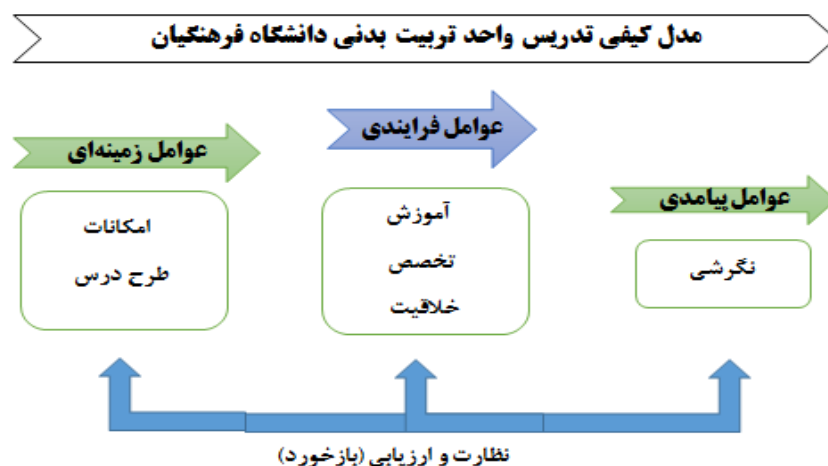 مدل کیفی تدریس واحد تربیت بدنی دانشگاه فرهنگیان
عوامل زمینه‌ای
امکانات
طرح درس
عوامل فرایندی
آموزش
تخصص
خلاقیت
عوامل پیامدی
نگرشی
نظارت و ارزیابی (بازخورد)